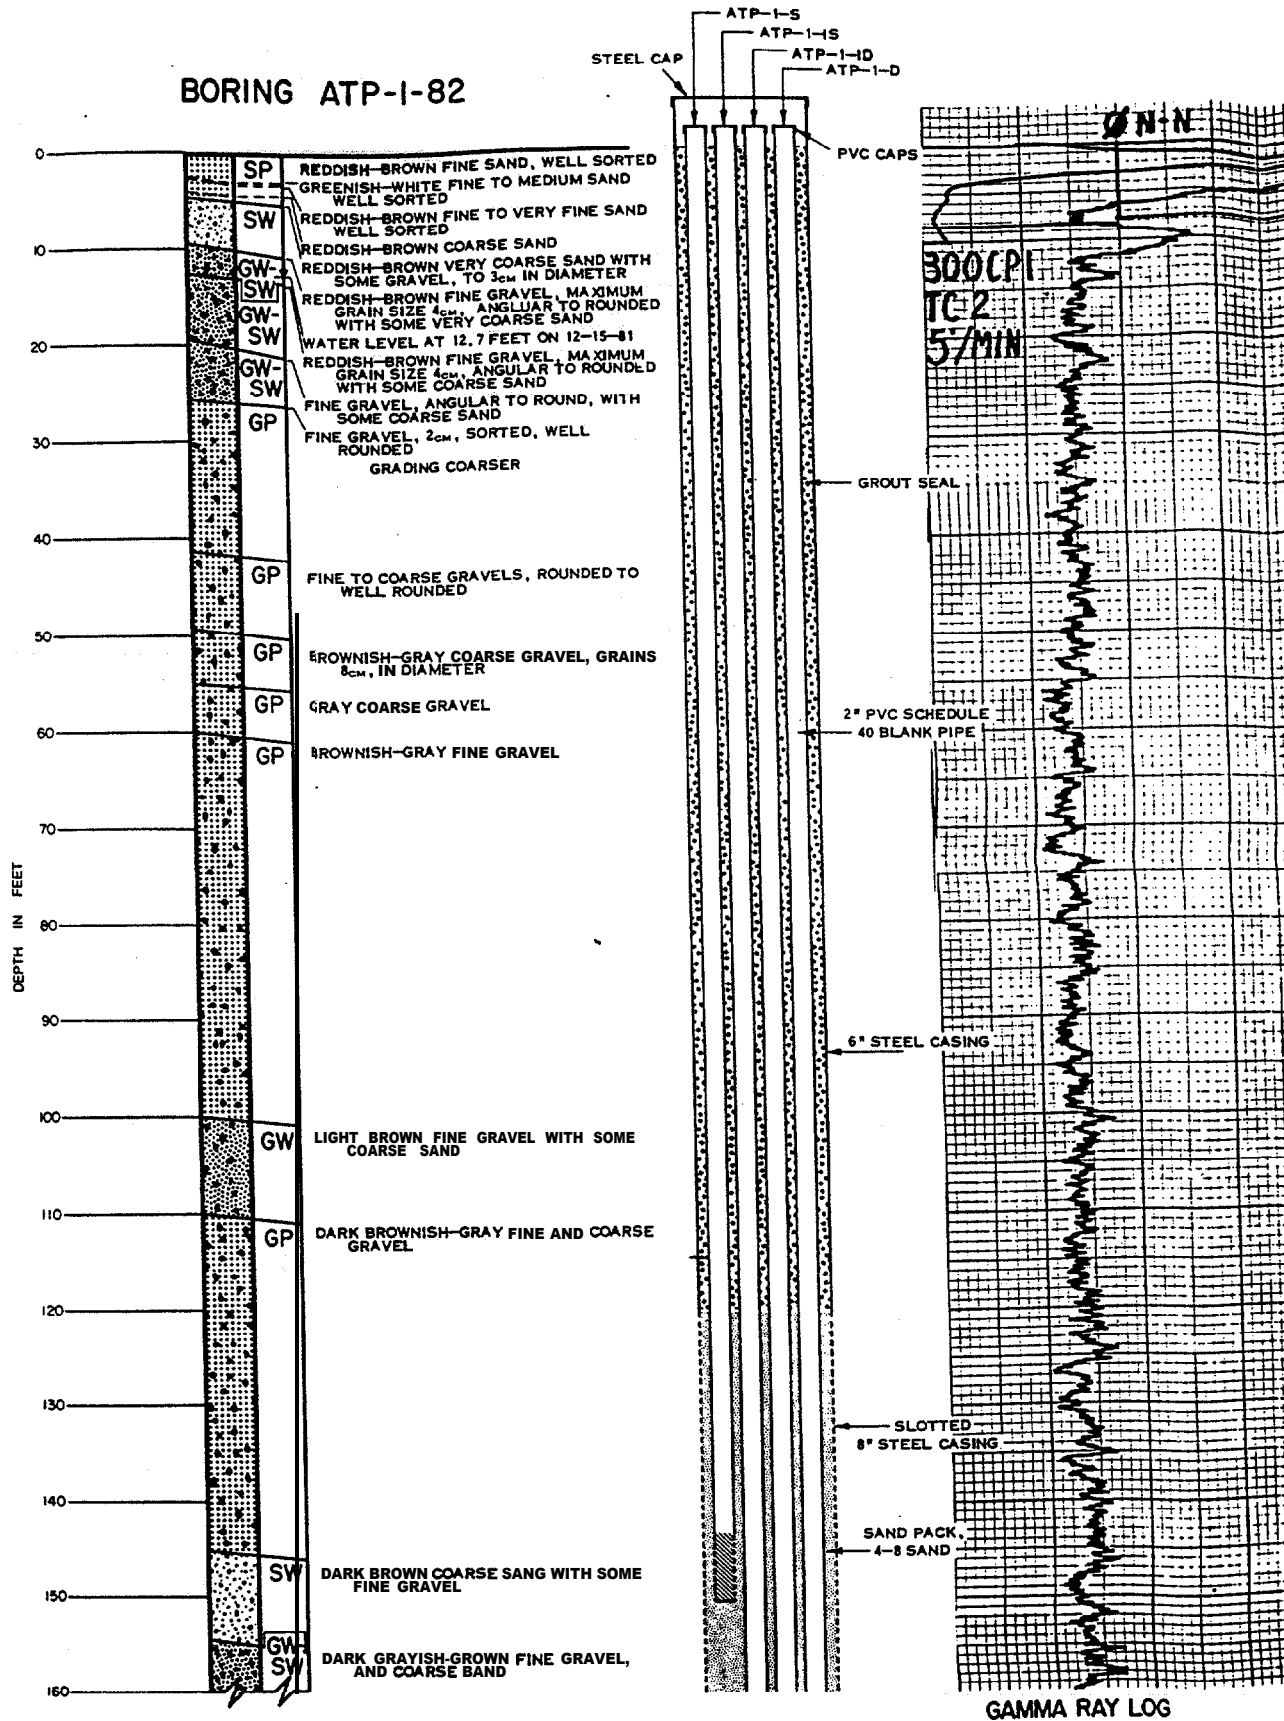 ATP-1-S
ATP-1-IS
ATP-1-ID
ATP-1-D
STEEL CAP
BORING ATP-1-82
Ø N-N
PVC CAPS
0
SP
REDDISH-BROWN FINE SAND, WELL SORTED
GREENISH-WHITE FINE TO MEDIUM SAND
WELL SORTED
SW
REDDISH-BROWN FINE TO VERY FINE SAND
WELL SORTED
REDDISH-BROWN COARSE SAND
10
GW-
SW
REDDISH-BROWN VERY COARSE SAND WITH
SOME GRAVEL, TO 3CM IN DIAMETER
REDDISH-BROWN FINE GRAVEL, MAXIMUM
GRAIN SIZE 4CM, ANGLUAR TO ROUNDED
WITH SOME VERY COARSE SAND
GW-
SW
WATER LEVEL AT 12.7 FEET ON 12-15-81
20
REDDISH-BROWN FINE GRAVEL, MAXIMUM
GRAIN SIZE 4CM, ANGULAR TO ROUNDED
WITH SOME COARSE SAND
GW-
SW
FINE GRAVEL, ANGULAR TO ROUND, WITH
SOME COARSE SAND
GP
FINE GRAVEL, 2CM, SORTED, WELL
ROUNDED
30
GRADING COARSER
300 CPI
TC-2
5'/MIN
GROUT SEAL
40
GP
FINE TO COARSE GRAVELS, ROUNDED TO
WELL ROUNDED
50
GP
BROWNISH-GRAY COARSE GRAVEL, GRAINS
8CM, IN DIAMETER
GP
GRAY COARSE GRAVEL
2" PVC SCHEDULE
40 BLANK PIPE
60
GP
BROWNISH-GRAY FINE GRAVEL
70
DEPTH IN FEET
80
90
6" STEEL CASING
100
GW
LIGHT BROWN FINE GRAVEL WITH SOME
COARSE SAND
110
GP
DARK BROWNISH-GRAY FINE AND COARSE
GRAVEL
120
130
SLOTTED
8" STEEL CASING
140
SAND PACK,
4-8 SAND
SW
DARK BROWN COARSE SANG WITH SOME
FINE GRAVEL
150
GW-
SW
DARK GRAYISH-GROWN FINE GRAVEL,
AND COARSE BAND
160
GAMMA RAY LOG